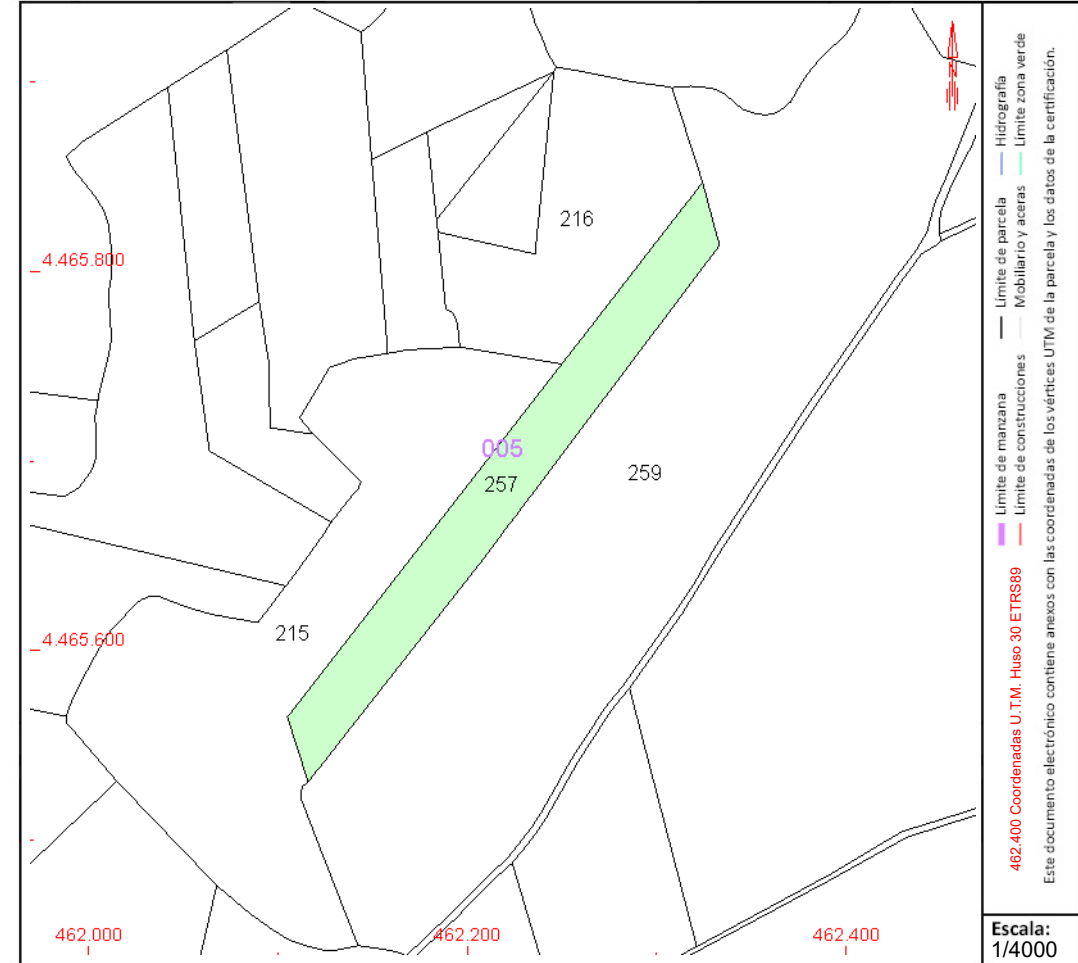 216
4.465.800
005
257
259
4.465.600
215
462.000
462.200
462.400
Límite de manzana
Límite de parcela
Hidrografía
Límite de construcciones
Mobiliario y aceras
Límite zona verde
462.400 Coordenadas U.T.M. Huso 30 ETRS89
Este documento electrónico contiene anexos con las coordenadas de los vértices UTM de la parcela y los datos de la certificación.
Escala:
1/4000